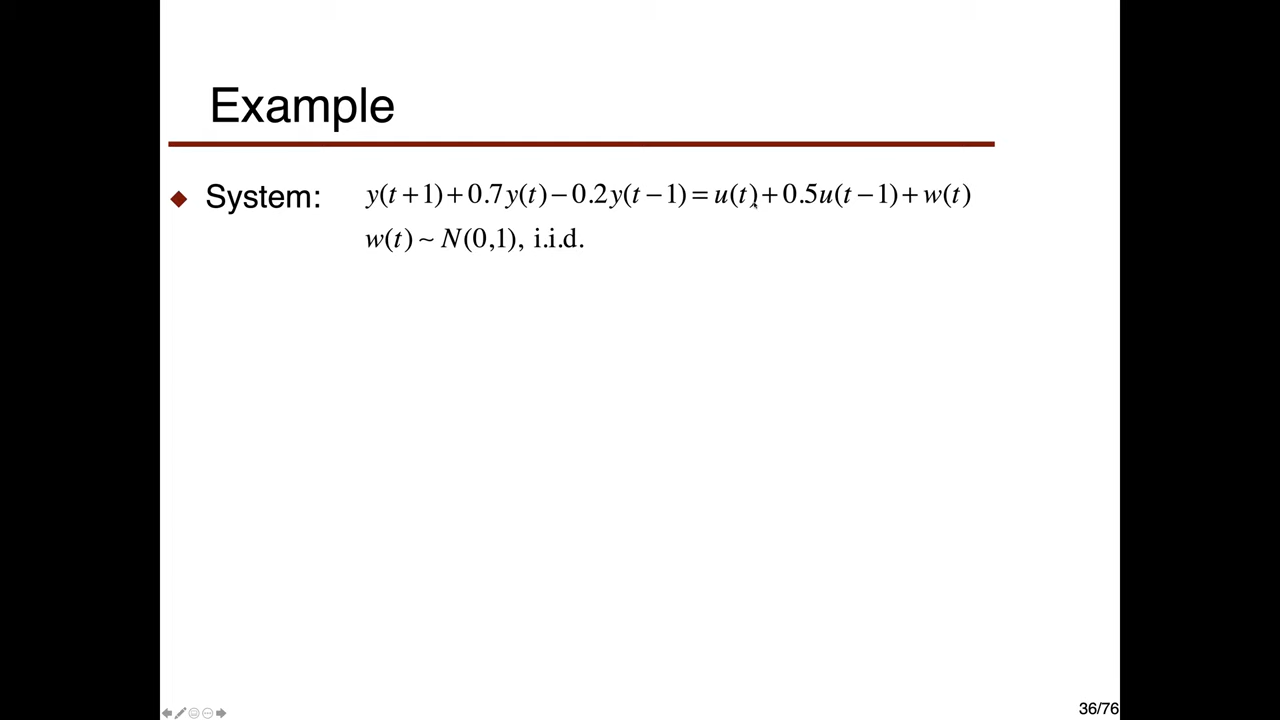 Example
System: y(t+1)+0.7y(t)−0.2y(t−1)=u(t)+0.5u(t−1)+w(t)
w(t)~N(0,1), i.i.d.
36/76